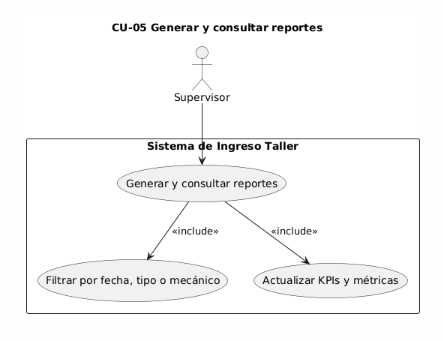 CU-05 Generar y consultar reportes
Supervisor
Sistema de Ingreso Taller
Generar y consultar reportes
«include»
«include»
Filtrar por fecha, tipo o mecánico
Actualizar KPIs y métricas